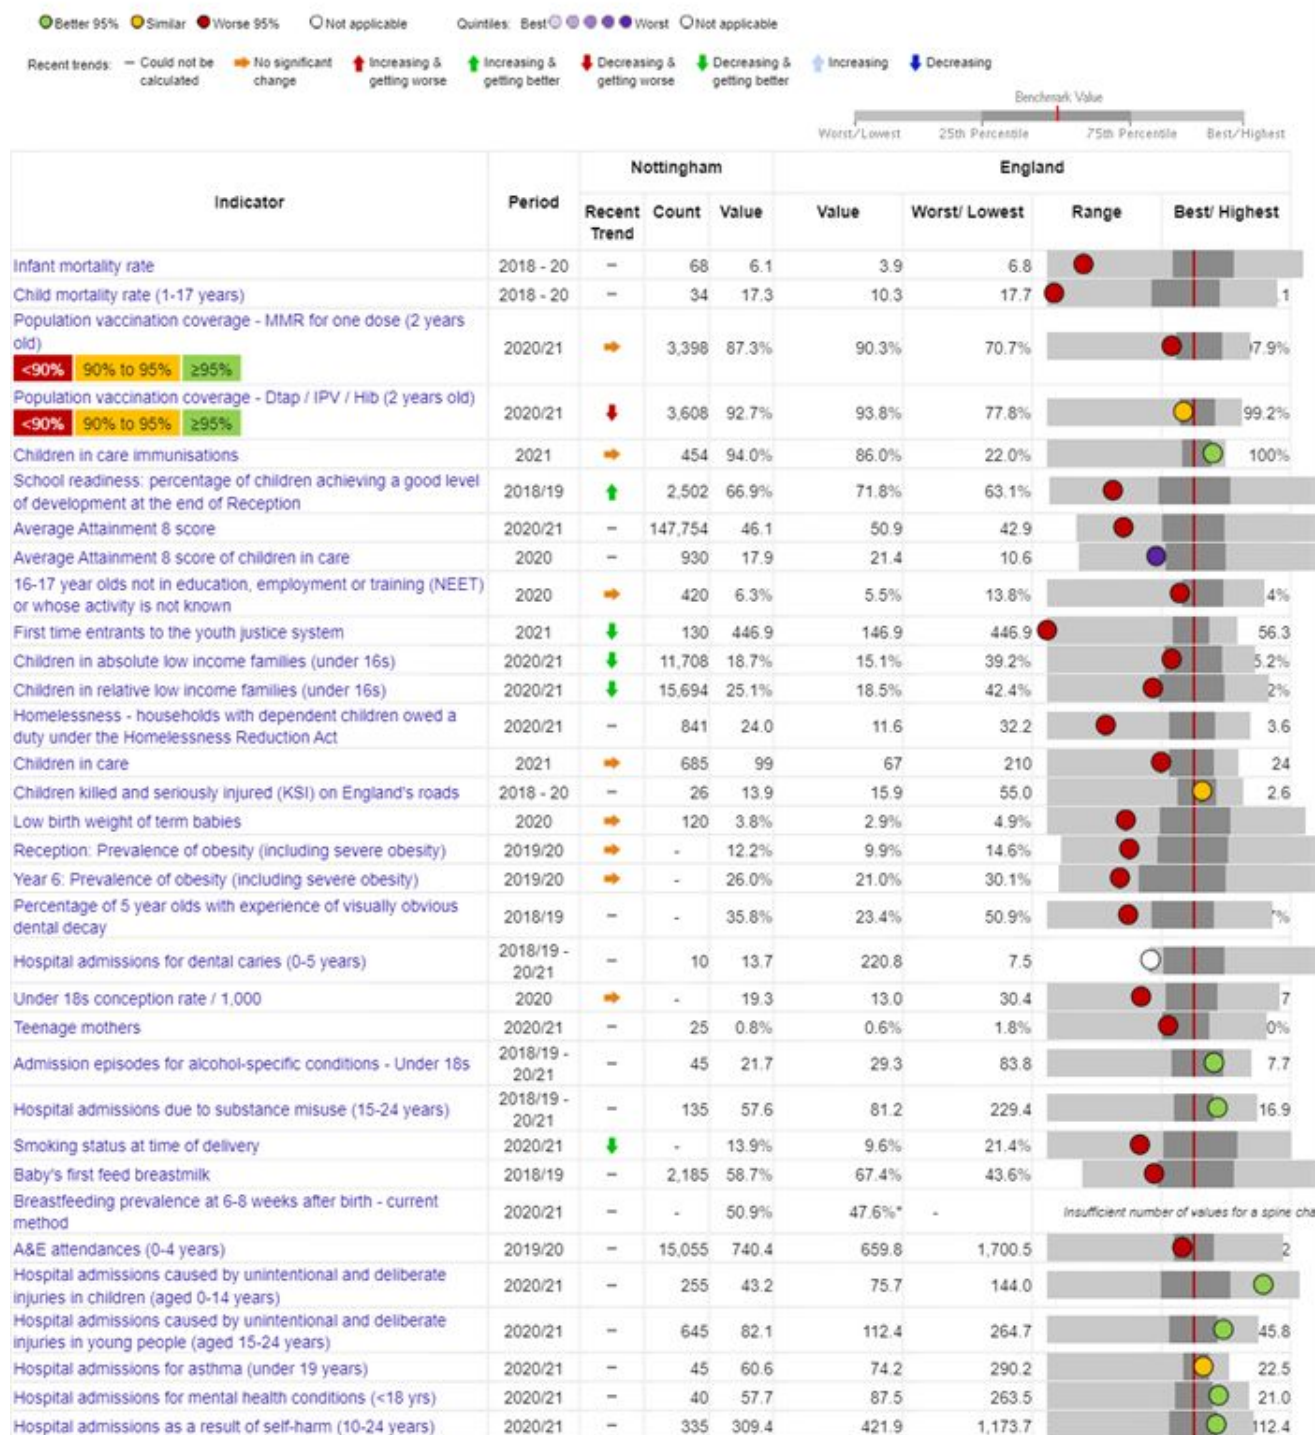 Better 95% Similar Worse 95% Not applicable Quintiles: Best Worst Not applicable
Recent trends: – Could not be calculated No significant change Increasing & getting worse Increasing & getting better Decreasing & getting worse Decreasing & getting better Increasing Decreasing
Benchmark Value
Worst/Lowest 25th Percentile 75th Percentile Best/Highest
Nottingham England
Indicator Period Recent Trend Count Value Value Worst/ Lowest Range Best/ Highest
Infant mortality rate 2018 - 20 – 68 6.1 3.9 6.8
Child mortality rate (1-17 years) 2018 - 20 – 34 17.3 10.3 17.7 .1
Population vaccination coverage - MMR for one dose (2 years
old) 2020/21 3,398 87.3% 90.3% 70.7% 7.9%
<90% 90% to 95% ≥95%
Population vaccination coverage - Dtap / IPV / Hib (2 years old) 2020/21 3,608 92.7% 93.8% 77.8% 99.2%
<90% 90% to 95% ≥95%
Children in care immunisations 2021 454 94.0% 86.0% 22.0% 100%
School readiness: percentage of children achieving a good level
of development at the end of Reception 2018/19 2,502 66.9% 71.8% 63.1%
Average Attainment 8 score 2020/21 – 147,754 46.1 50.9 42.9
Average Attainment 8 score of children in care 2020 – 930 17.9 21.4 10.6
16-17 year olds not in education, employment or training (NEET)
or whose activity is not known 2020 420 6.3% 5.5% 13.8% .4%
First time entrants to the youth justice system 2021 130 446.9 146.9 446.9 56.3
Children in absolute low income families (under 16s) 2020/21 11,708 18.7% 15.1% 39.2% 5.2%
Children in relative low income families (under 16s) 2020/21 15,694 25.1% 18.5% 42.4% 2%
Homelessness - households with dependent children owed a
duty under the Homelessness Reduction Act 2020/21 – 841 24.0 11.6 32.2 3.6
Children in care 2021 685 99 67 210 24
Children killed and seriously injured (KSI) on England's roads 2018 - 20 – 26 13.9 15.9 55.0 2.6
Low birth weight of term babies 2020 120 3.8% 2.9% 4.9%
Reception: Prevalence of obesity (including severe obesity) 2019/20 - 12.2% 9.9% 14.6%
Year 6: Prevalence of obesity (including severe obesity) 2019/20 - 26.0% 21.0% 30.1%
Percentage of 5 year olds with experience of visually obvious
dental decay 2018/19 – - 35.8% 23.4% 50.9% %
Hospital admissions for dental caries (0-5 years) 2018/19 - 20/21 – 10 13.7 220.8 7.5
Under 18s conception rate / 1,000 2020 - 19.3 13.0 30.4 7
Teenage mothers 2020/21 – 25 0.8% 0.6% 1.8% 0%
Admission episodes for alcohol-specific conditions - Under 18s 2018/19 - 20/21 – 45 21.7 29.3 83.8 7.7
Hospital admissions due to substance misuse (15-24 years) 2018/19 - 20/21 – 135 57.6 81.2 229.4 16.9
Smoking status at time of delivery 2020/21 - 13.9% 9.6% 21.4%
Baby's first feed breastmilk 2018/19 – 2,185 58.7% 67.4% 43.6%
Breastfeeding prevalence at 6-8 weeks after birth - current
method 2020/21 – - 50.9% 47.6%* - Insufficient number of values for a spine cha
A&E attendances (0-4 years) 2019/20 – 15,055 740.4 659.8 1,700.5 2
Hospital admissions caused by unintentional and deliberate
injuries in children (aged 0-14 years) 2020/21 – 255 43.2 75.7 144.0
Hospital admissions caused by unintentional and deliberate
injuries in young people (aged 15-24 years) 2020/21 – 645 82.1 112.4 264.7 45.8
Hospital admissions for asthma (under 19 years) 2020/21 – 45 60.6 74.2 290.2 22.5
Hospital admissions for mental health conditions (<18 yrs) 2020/21 – 40 57.7 87.5 263.5 21.0
Hospital admissions as a result of self-harm (10-24 years) 2020/21 – 335 309.4 421.9 1,173.7 112.4